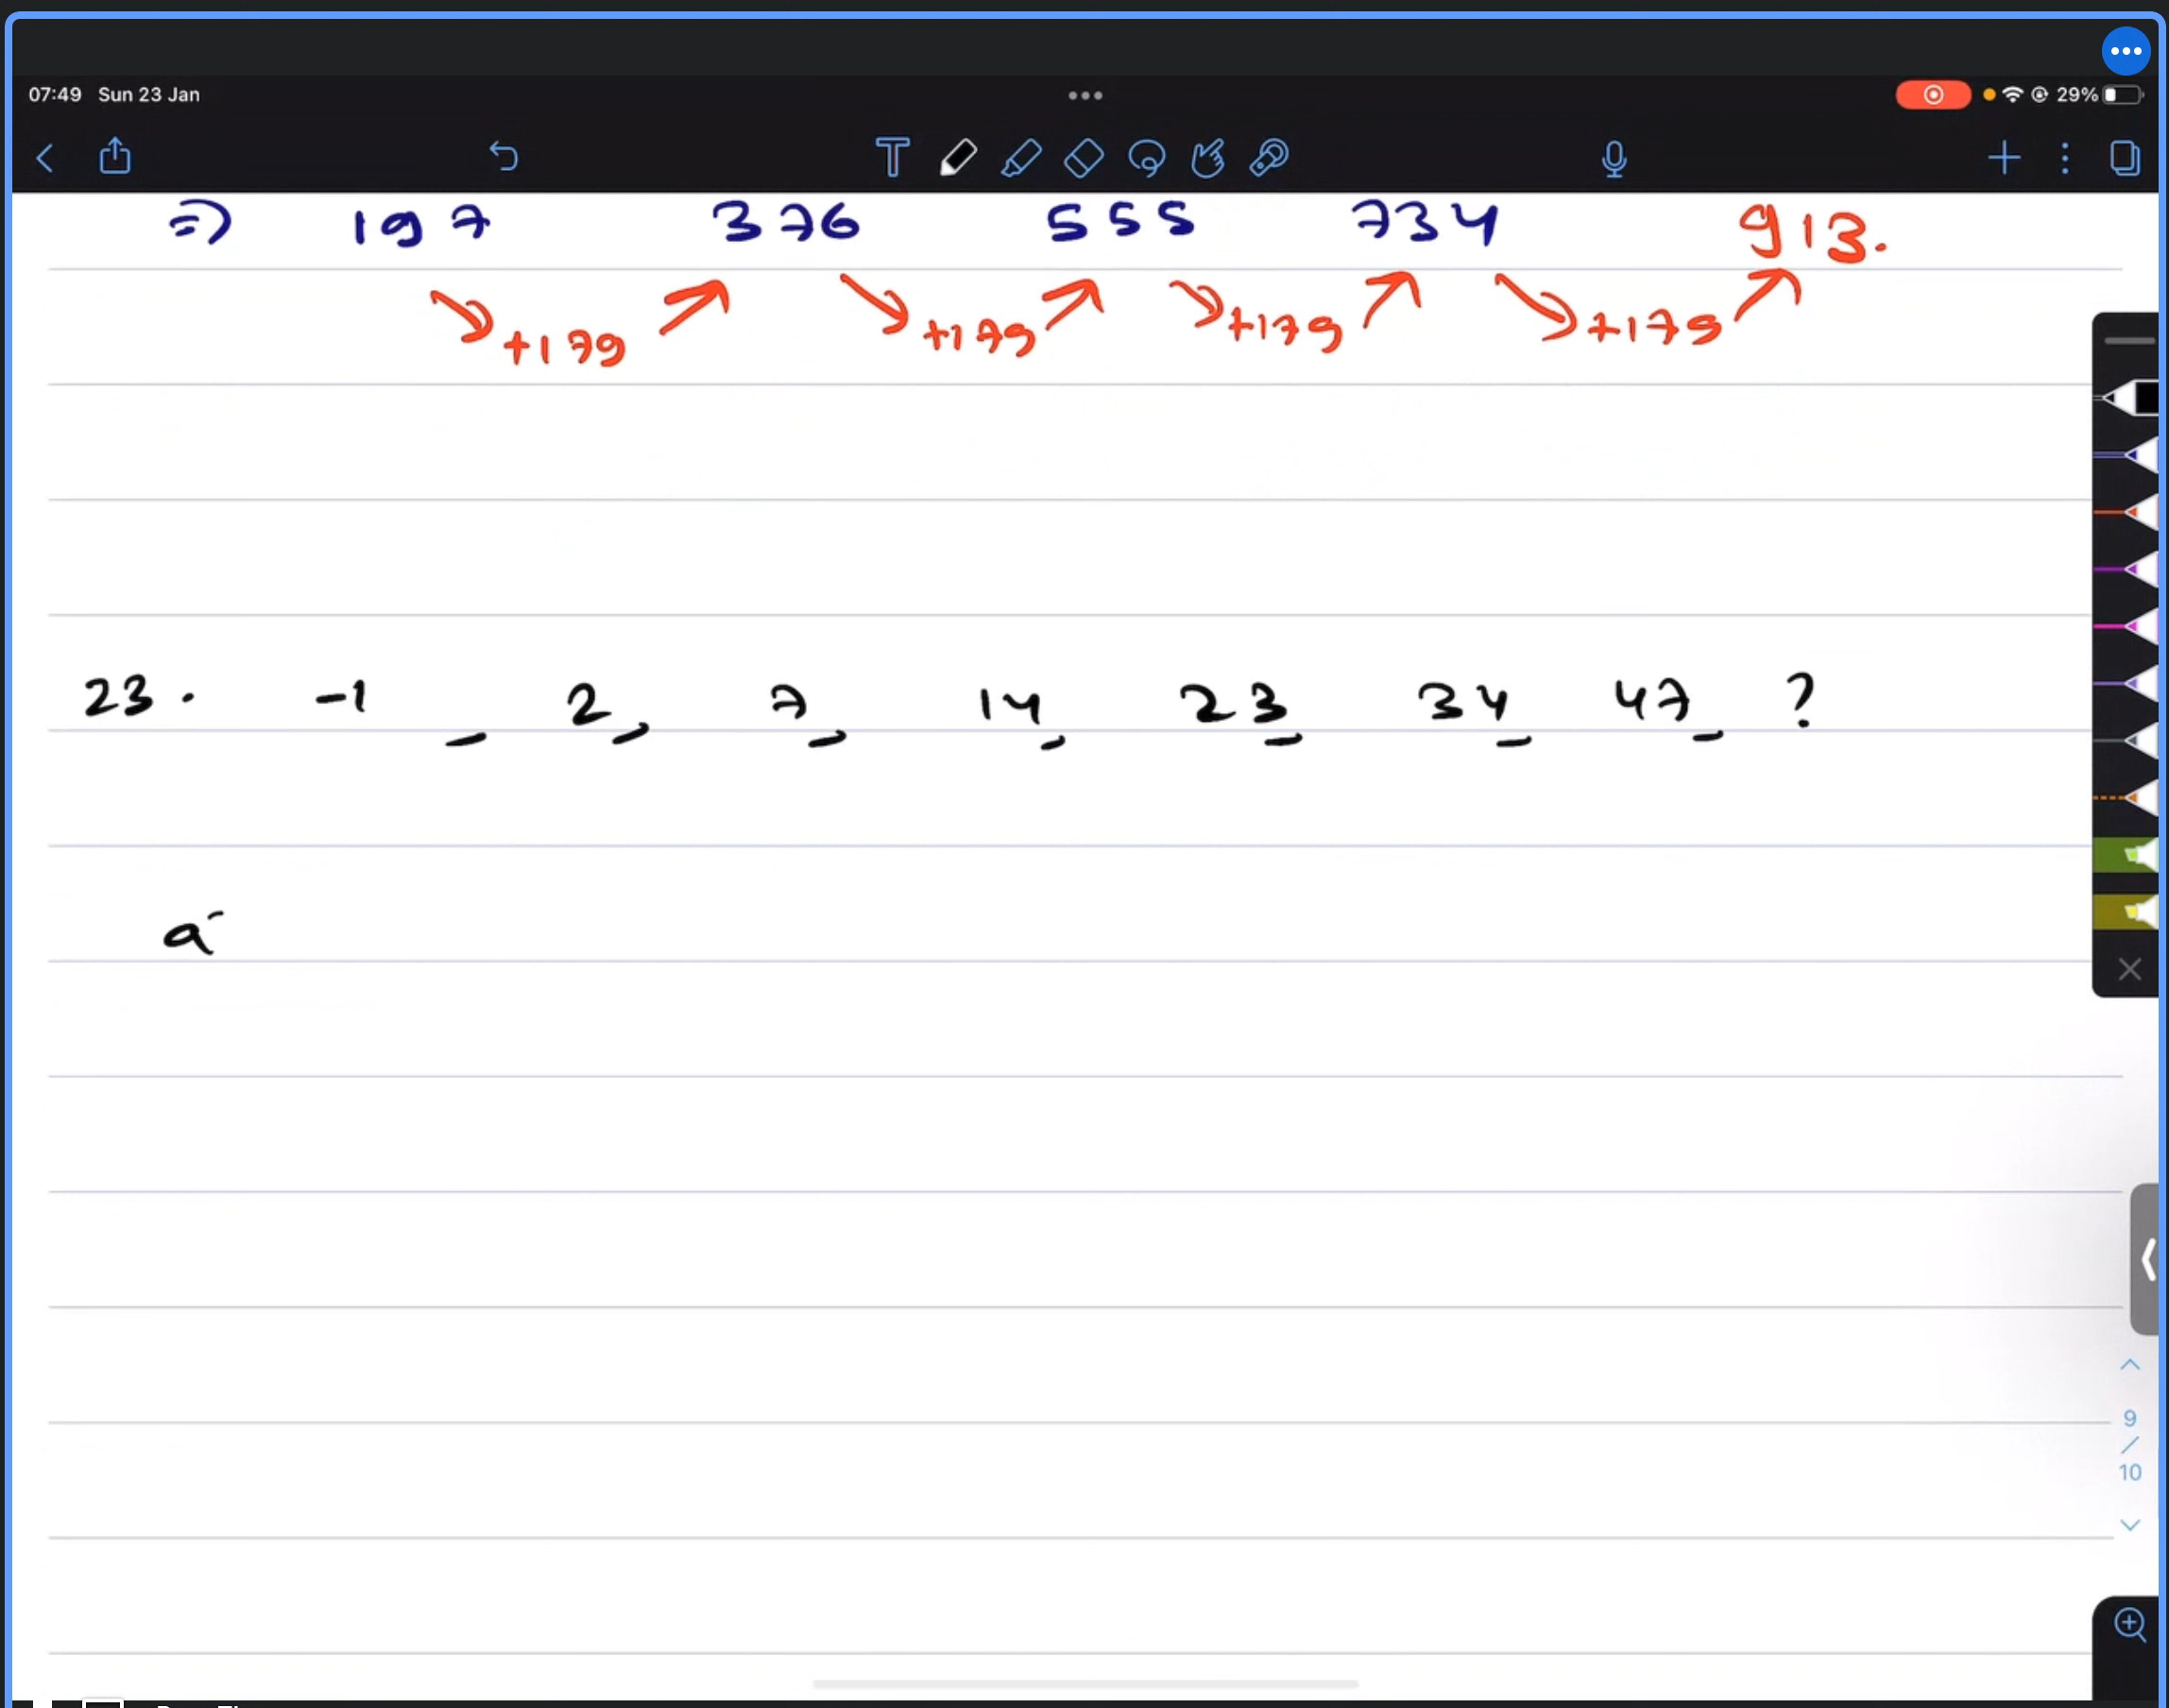 07:49 Sun 23 Jan
29%
=> 197 376 555 734 913.
+179 +179 +179 +179
23. -1 , 2, 7, 14, 23, 34, 47, ?
a
9
/
10